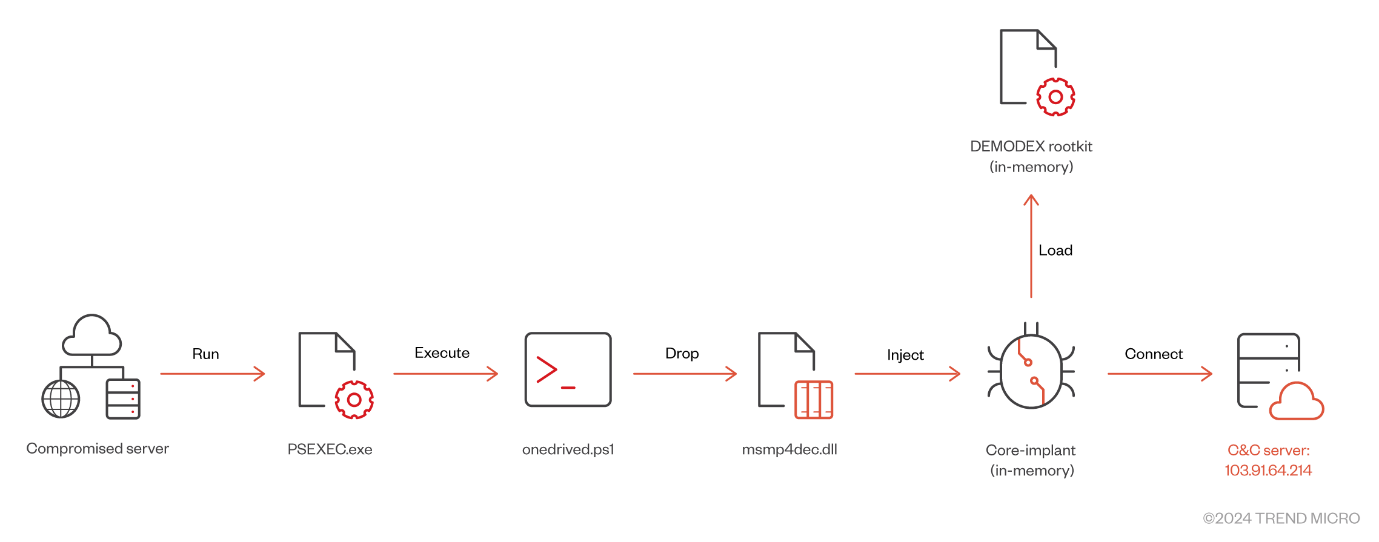 DEMODEX rootkit
(in-memory)
Load
Run
Execute
Drop
Inject
Connect
Compromised server
PSEXEC.exe
onedrived.ps1
msmp4dec.dll
Core-implant
(in-memory)
C&C server:
103.91.64.214
©2024 TREND MICRO